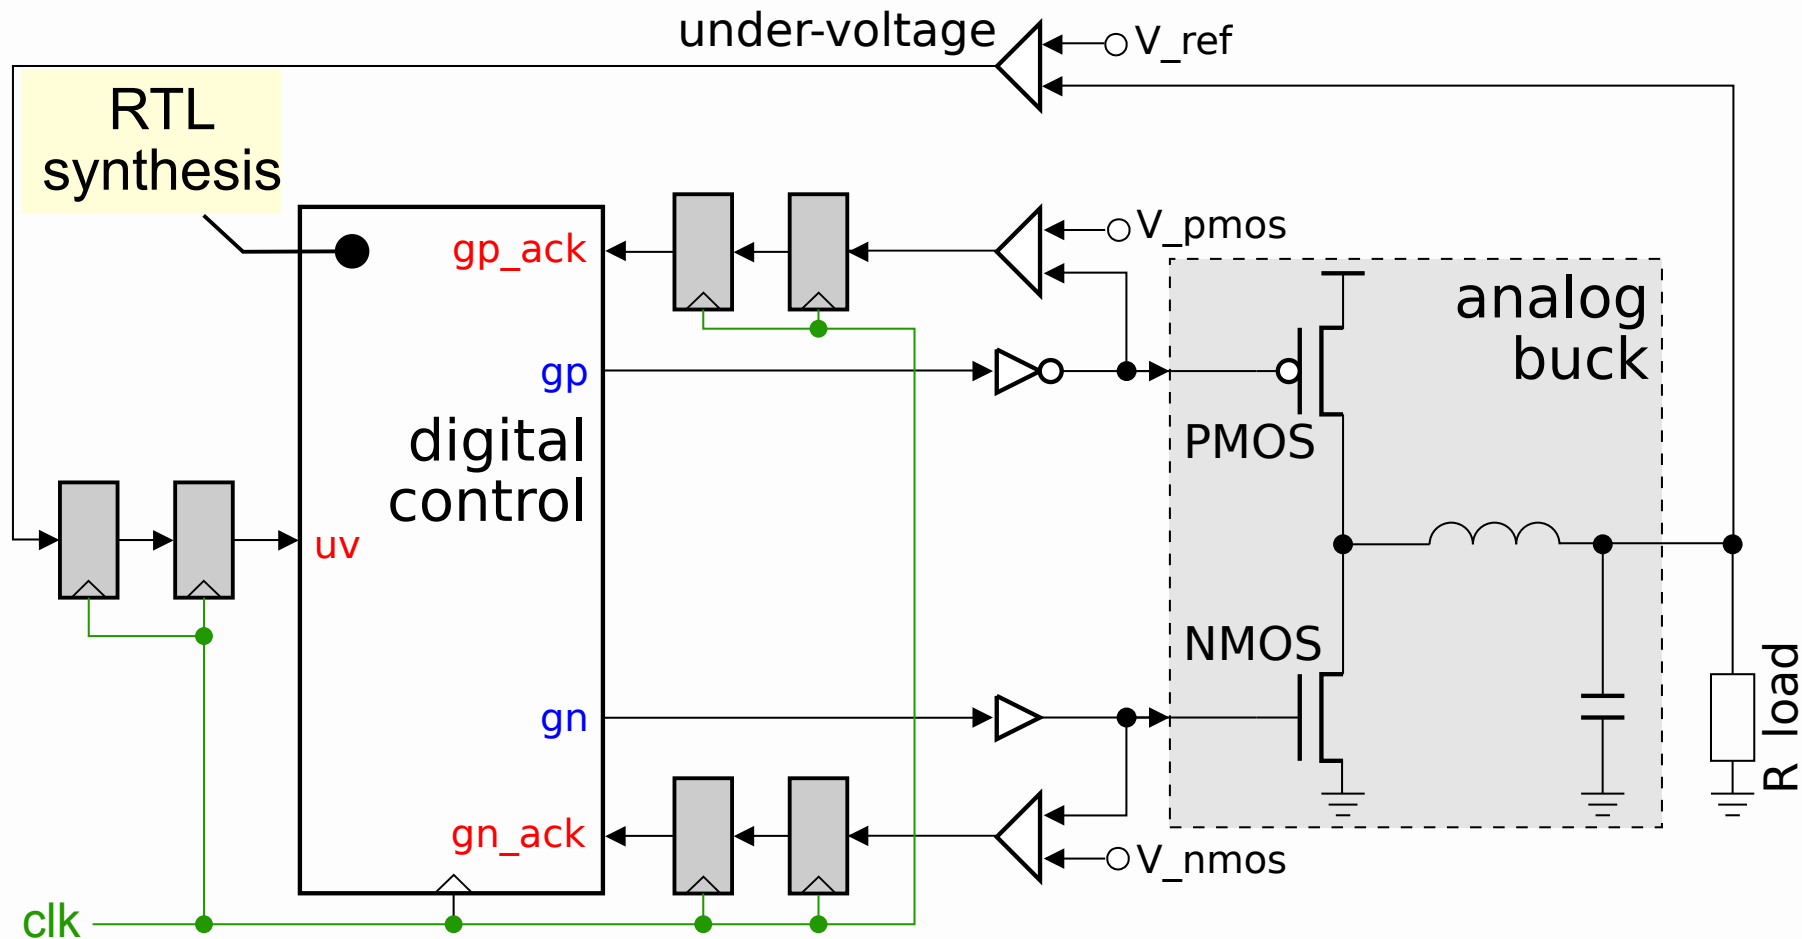 under-voltage
V_ref
RTL
synthesis
gp_ack
V_pmos
analog
buck
gp
PMOS
digital
control
uv
NMOS
gn
R_load
gn_ack
V_nmos
clk